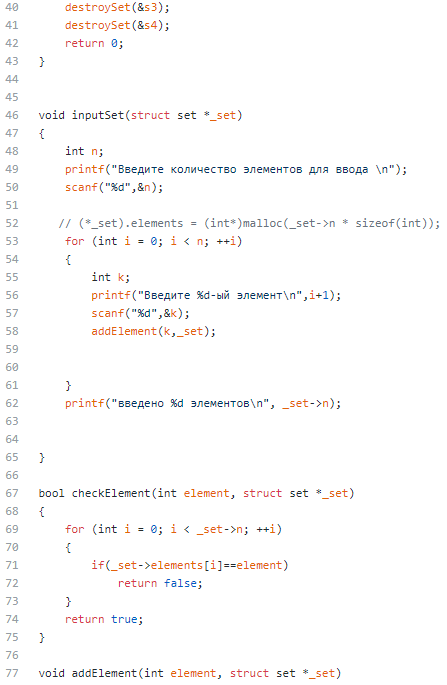 40 destroySet(&s3);
41 destroySet(&s4);
42 return 0;
43 }
44
45
46 void inputSet(struct set *_set)
47 {
48 int n;
49 printf("Введите количество элементов для ввода \n");
50 scanf("%d",&n);
51
52 // (*_set).elements = (int*)malloc(_set->n * sizeof(int));
53 for (int i = 0; i < n; ++i)
54 {
55 int k;
56 printf("Введите %d-ый элемент\n",i+1);
57 scanf("%d",&k);
58 addElement(k,_set);
59
60
61 }
62 printf("введено %d элементов\n", _set->n);
63
64
65 }
66
67 bool checkElement(int element, struct set *_set)
68 {
69 for (int i = 0; i < _set->n; ++i)
70 {
71 if(_set->elements[i]==element)
72 return false;
73 }
74 return true;
75 }
76
77 void addElement(int element, struct set *_set)